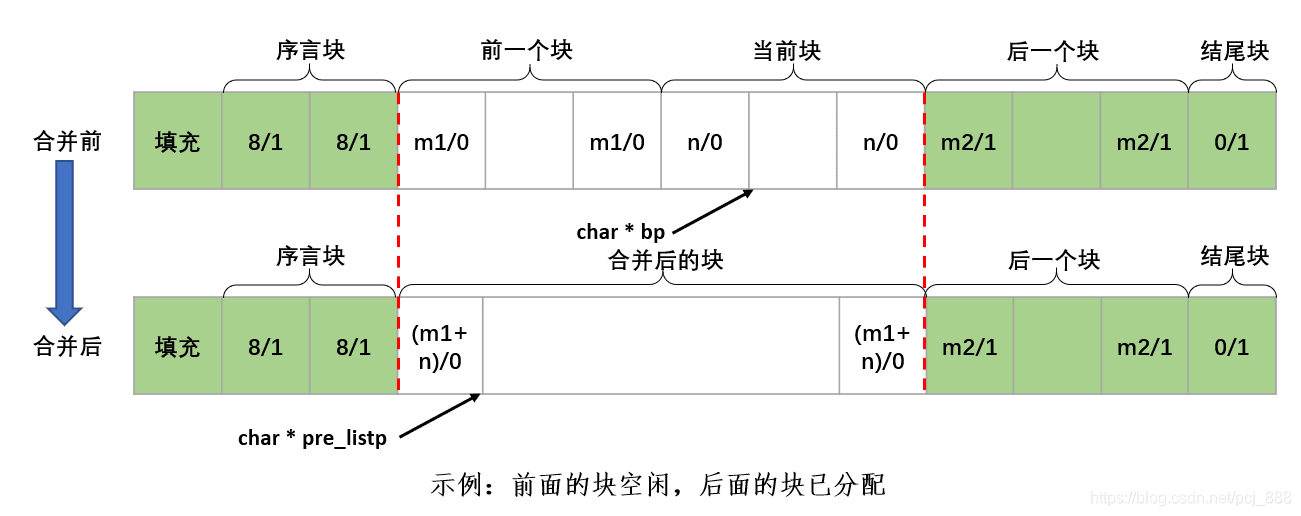 序言块 前一个块 当前块 后一个块 结尾块
合并前 填充 8/1 8/1 m1/0 m1/0 n/0 n/0 m2/1 m2/1 0/1
char * bp
序言块 合并后的块 后一个块 结尾块
合并后 填充 8/1 8/1 (m1+ (m1+ m2/1 m2/1 0/1
n)/0 n)/0
char * pre_listp
示例：前面的块空闲，后面的块已分配
https://blog.csdn.net/pcj_888